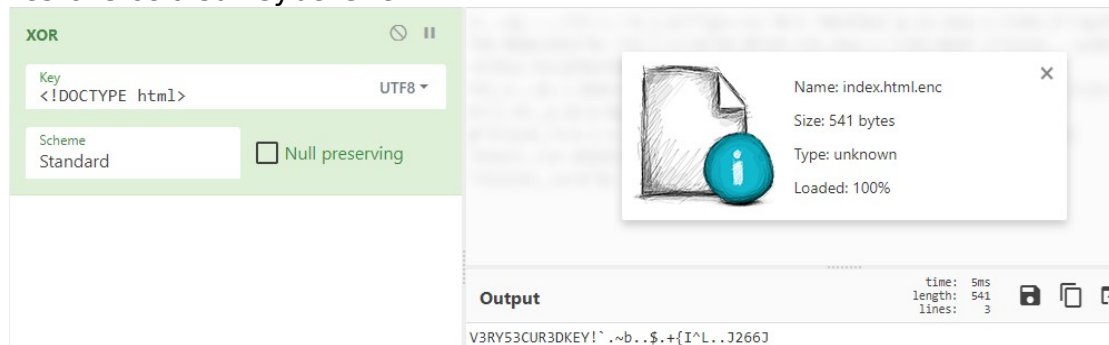 XOR
Key
<!DOCTYPE html>
UTF8
Scheme
Standard
Null preserving
Name: index.html.enc
Size: 541 bytes
Type: unknown
Loaded: 100%
Output
time: 5ms
length: 541
lines: 3
V3RY53CUR3DKEY!`.~b..$.+{I^L..J266J